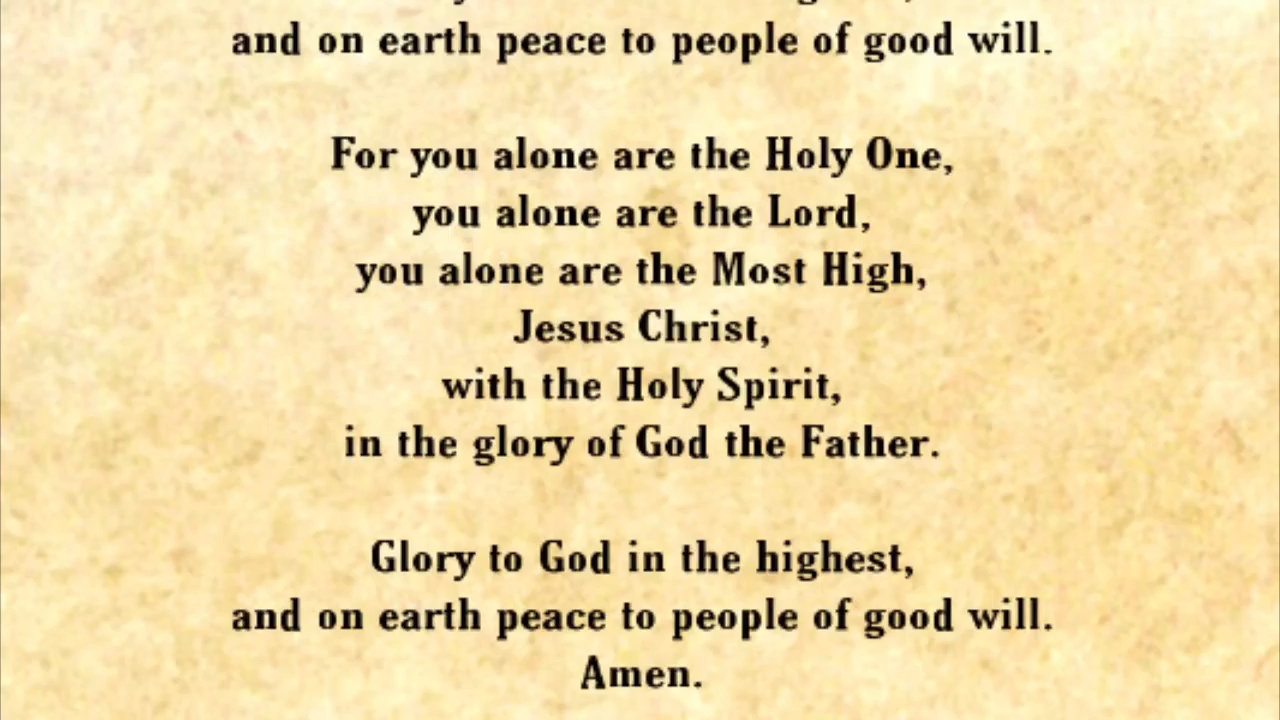 and on earth peace to people of good will.
For you alone are the Holy One,
you alone are the Lord,
you alone are the Most High,
Jesus Christ,
with the Holy Spirit,
in the glory of God the Father.
Glory to God in the highest,
and on earth peace to people of good will.
Amen.